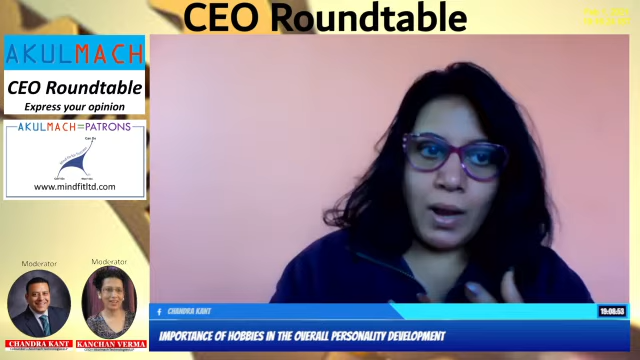 CEO Roundtable
AKULMACH
CEO Roundtable
Express your opinion
AKULMACH=PATRONS
www.mindfitltd.com
Moderator
Moderator
CHANDRA KANT
KANCHAN VERMA
CHANDRA KANT
19:08:53
IMPORTANCE OF HOBBIES IN THE OVERALL PERSONALITY DEVELOPMENT